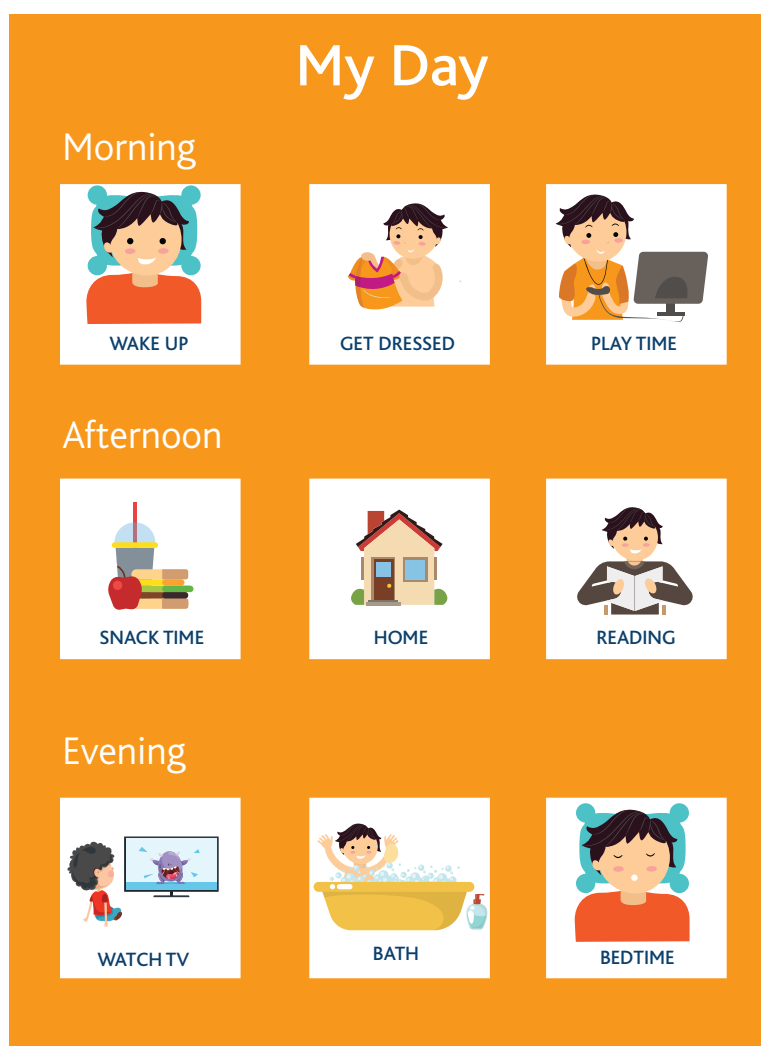 My Day
Morning
WAKE UP
GET DRESSED
PLAY TIME
Afternoon
SNACK TIME
HOME
READING
Evening
WATCH TV
BATH
BEDTIME